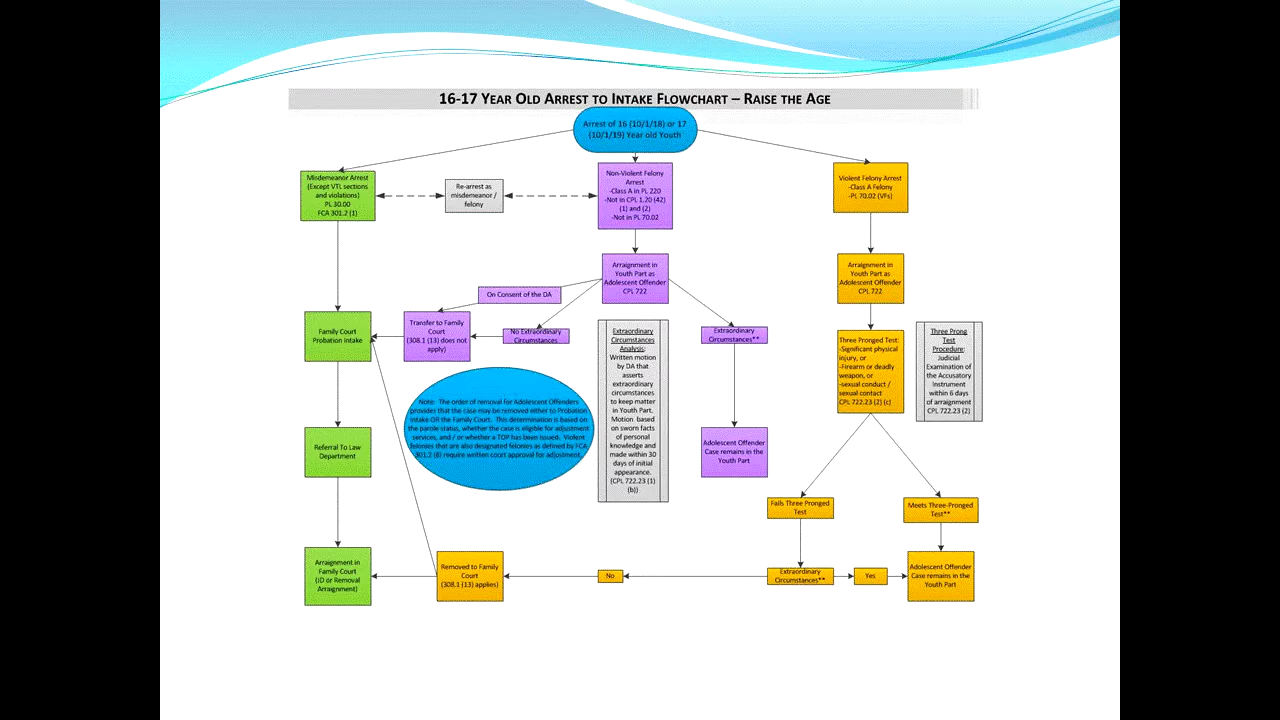 16-17 YEAR OLD ARREST TO INTAKE FLOWCHART – RAISE THE AGE
Arrest of 16 (10/1/18) or 17
(10/1/19) Year old Youth
Misdemeanor Arrest
(Except VTL sections
and violations)
PL 30.00
FCA 301.2 (1)
Re-arrest as
misdemeanor /
felony
Non-Violent Felony
Arrest
-Class A in PL 220
-Not in CPL 1.20 (42)
(1) and (2)
-Not in PL 70.02
Violent Felony Arrest
-Class A Felony
- PL 70.02 (VFs)
Arraignment in
Youth Part as
Adolescent Offender
CPL 722
Arraignment in
Youth Part as
Adolescent Offender
CPL 722
On Consent of the DA
Family Court
Probation Intake
Transfer to Family
Court
(308.1 (13) does not
apply)
No Extraordinary
Circumstances
Extraordinary
Circumstances
Analysis:
Written motion
by DA that
asserts
extraordinary
circumstances
to keep matter
in Youth Part.
Motion based
on sworn facts
of personal
knowledge and
made within 30
days of initial
appearance.
(CPL 722.23 (1)
(b))
Extraordinary
Circumstances**
Three Pronged Test:
-Significant physical
injury, or
-Firearm or deadly
weapon, or
-sexual conduct /
sexual contact
CPL 722.23 (2) (c)
Three Prong
Test
Procedure:
Judicial
Examination of
the Accusatory
Instrument
within 6 days
of arraignment
CPL 722.23 (2)
Note: The order of removal for Adolescent Offenders
provides that the case may be removed either to Probation
Intake OR the Family Court. This determination is based on
the parole status, whether the case is eligible for adjustment
services, and / or whether a TOP has been issued. Violent
felonies that are also designated felonies as defined by FCA
301.2 (8) require written court approval for adjustment.
Referral To Law
Department
Adolescent Offender
Case remains in the
Youth Part
Fails Three Pronged
Test
Meets Three-Pronged
Test**
Arraignment in
Family Court
(JD or Removal
Arraignment)
Removed to Family
Court
(308.1 (13) applies)
No
Extraordinary
Circumstances**
Yes
Adolescent Offender
Case remains in the
Youth Part